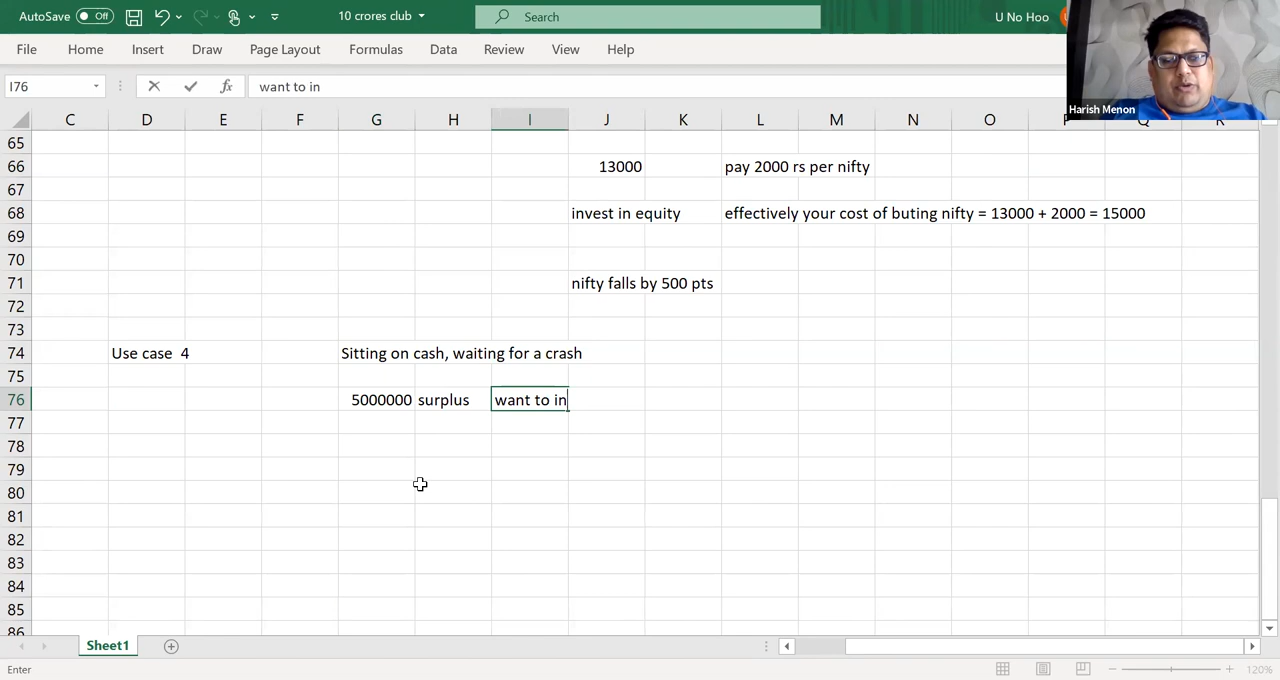 AutoSave Off 10 crores club Search U No Hoo
File Home Insert Draw Page Layout Formulas Data Review View Help
I76 fx want to in
Harish Menon
C D E F G H I J K L M N O P Q R
65
66 13000 pay 2000 rs per nifty
67
68 invest in equity effectively your cost of buting nifty = 13000 + 2000 = 15000
69
70
71 nifty falls by 500 pts
72
73
74 Use case 4 Sitting on cash, waiting for a crash
75
76 5000000 surplus want to in
77
78
79
80
81
82
83
84
85
86
Sheet1
Enter 120%